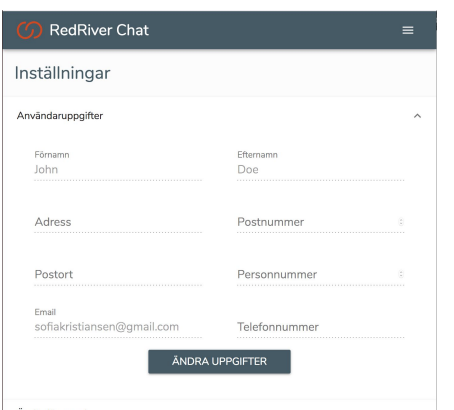 RedRiver Chat
Inställningar
Användaruppgifter
Förnamn Efternamn
John Doe
Adress Postnummer
Postort Personnummer
Email
sofiakristiansen@gmail.com Telefonnummer
ÄNDRA UPPGIFTER